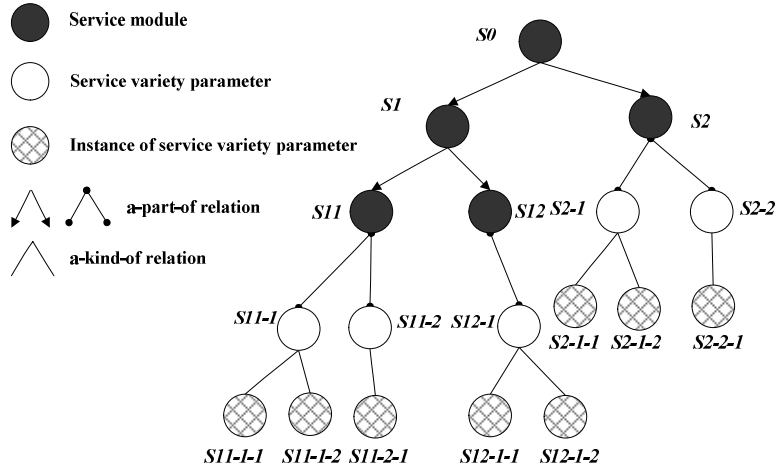 Service module
Service variety parameter
Instance of service variety parameter
a-part-of relation
a-kind-of relation
S0
S1
S2
S11
S12
S2-1
S2-2
S11-1
S11-2
S12-1
S2-1-1
S2-1-2
S2-2-1
S11-1-1
S11-1-2
S11-2-1
S12-1-1
S12-1-2